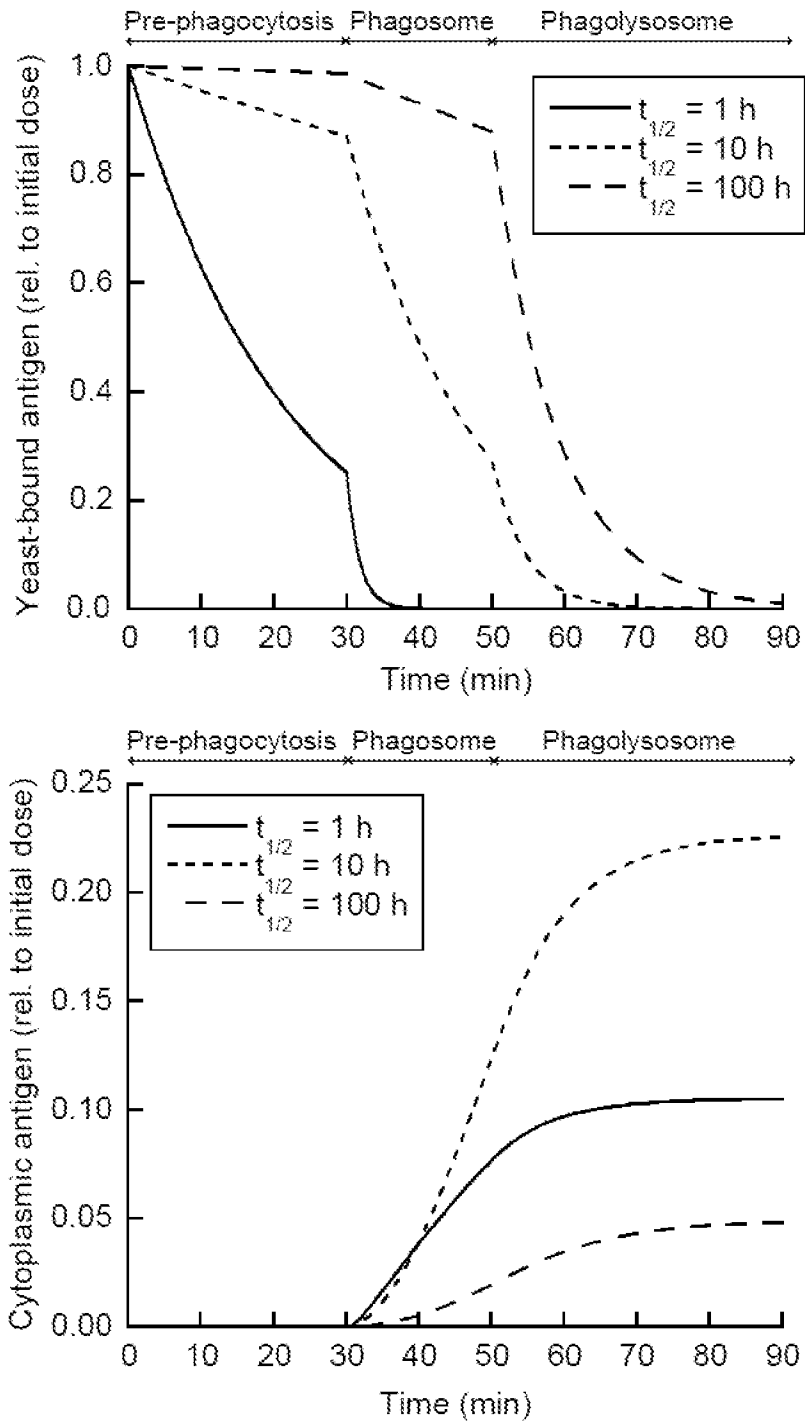 Pre-phagocytosis Phagosome Phagolysosome
Yeast-bound antigen (rel. to initial dose)
1.0
0.8
0.6
0.4
0.2
0.0
t1/2 = 1 h
t1/2 = 10 h
t1/2 = 100 h
0 10 20 30 40 50 60 70 80 90
Time (min)
Pre-phagocytosis Phagosome Phagolysosome
Cytoplasmic antigen (rel. to initial dose)
0.25
0.20
0.15
0.10
0.05
0.00
t1/2 = 1 h
t1/2 = 10 h
t1/2 = 100 h
0 10 20 30 40 50 60 70 80 90
Time (min)